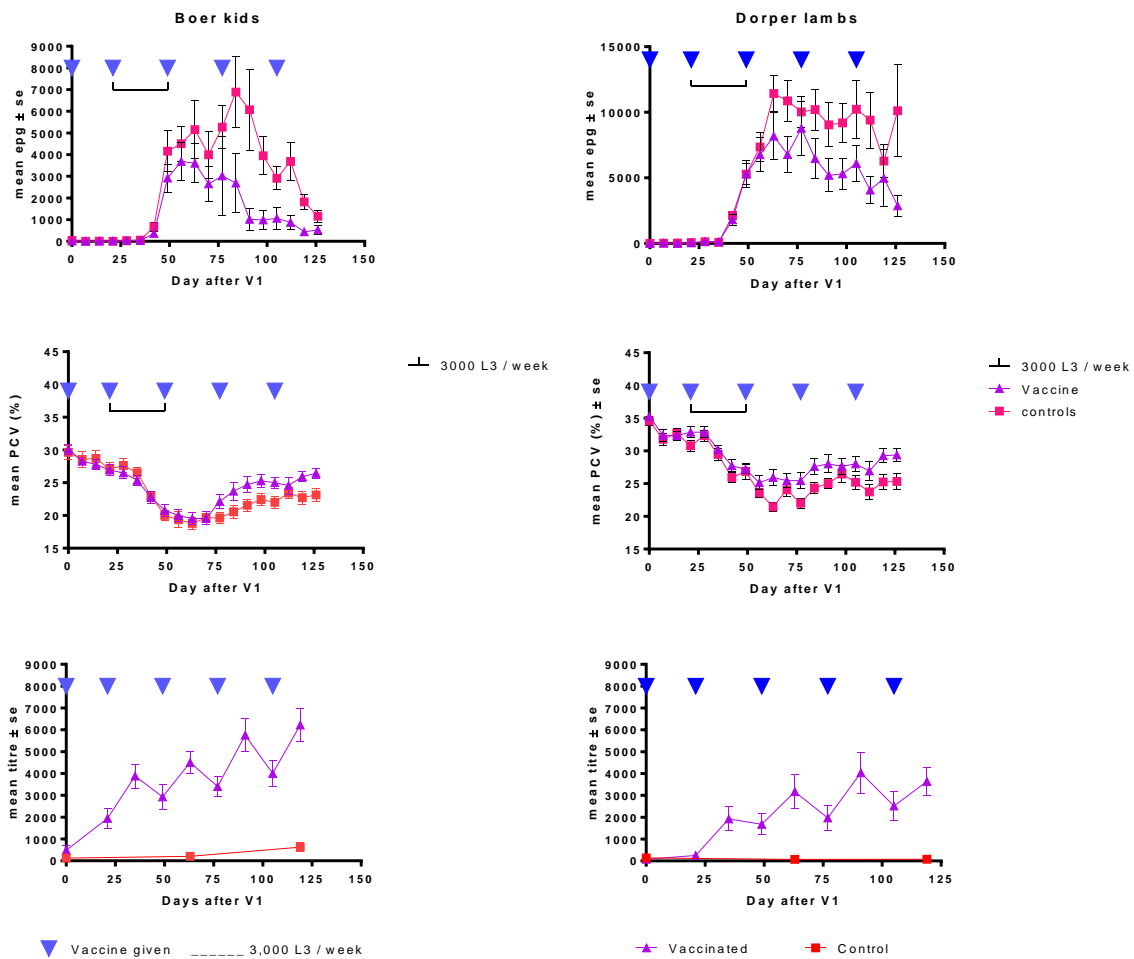 Boer kids
Dorper lambs
mean epg ± se
9000
8000
7000
6000
5000
4000
3000
2000
1000
0
0 25 50 75 100 125 150
Day after V1
mean epg ± se
15000
10000
5000
0
0 25 50 75 100 125 150
Day after V1
mean PCV (%)
45
40
35
30
25
20
15
0 25 50 75 100 125 150
Day after V1
3000 L3 / week
mean PCV (%) ± se
45
40
35
30
25
20
15
0 25 50 75 100 125 150
Day after V1
3000 L3 / week
Vaccine
controls
mean titre ± se
9000
8000
7000
6000
5000
4000
3000
2000
1000
0
0 25 50 75 100 125 150
Days after V1
mean titre ± se
9000
8000
7000
6000
5000
4000
3000
2000
1000
0
0 25 50 75 100 125
Day after V1
Vaccine given ______ 3,000 L3 / week
Vaccinated Control